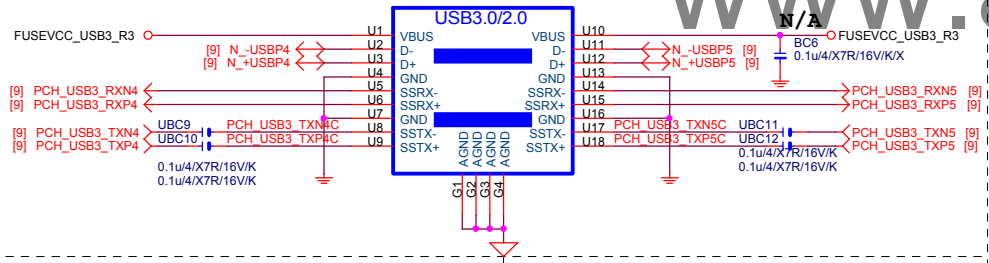 www.
USB3.0/2.0
N/A
FUSEVCC_USB3_R3 U1 VBUS VBUS U10 FUSEVCC_USB3_R3
[9] N_-USBP4 U2 D- D- U11 N_-USBP5 [9] BC6
[9] N_+USBP4 U3 D+ D+ U12 N_+USBP5 [9] 0.1u/4/X7R/16V/K/X
U4 GND GND U13
[9] PCH_USB3_RXN4 U5 SSRX- SSRX- U14 PCH_USB3_RXN5 [9]
[9] PCH_USB3_RXP4 U6 SSRX+ SSRX+ U15 PCH_USB3_RXP5 [9]
U7 GND GND U16
[9] PCH_USB3_TXN4 UBC9 PCH_USB3_TXN4C U8 SSTX- SSTX- U17 PCH_USB3_TXN5C UBC11 PCH_USB3_TXN5 [9]
[9] PCH_USB3_TXP4 UBC10 PCH_USB3_TXP4C U9 SSTX+ SSTX+ U18 PCH_USB3_TXP5C UBC12 PCH_USB3_TXP5 [9]
0.1u/4/X7R/16V/K 0.1u/4/X7R/16V/K
0.1u/4/X7R/16V/K 0.1u/4/X7R/16V/K
AGND AGND AGND AGND
G1 G2 G3 G4